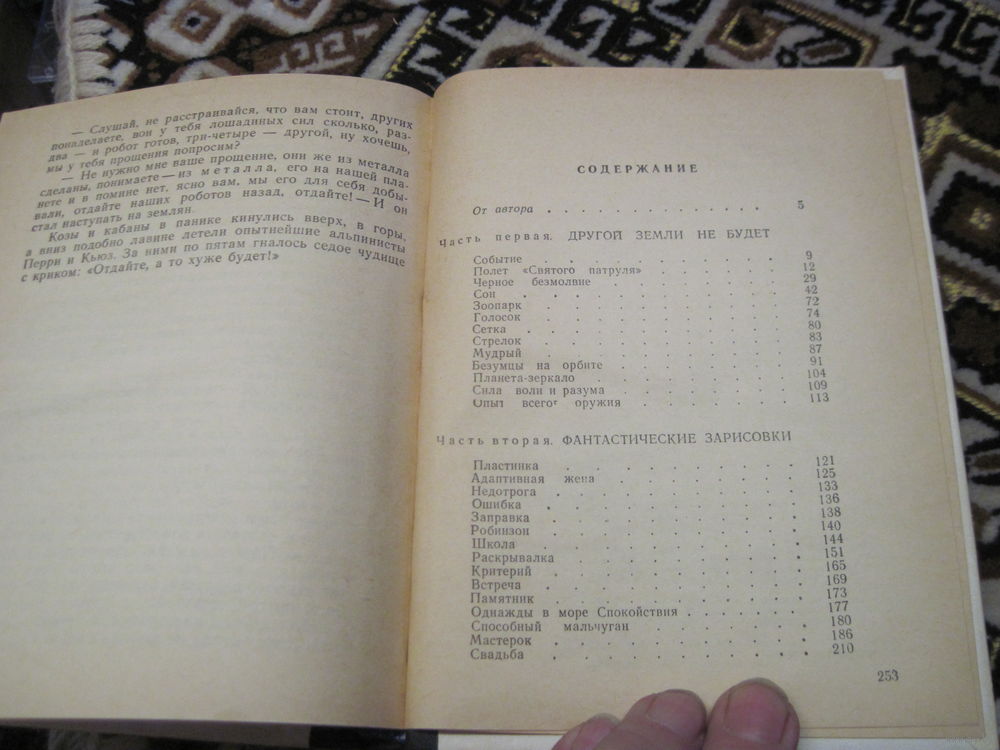 — Слушай, не расстраивайся, что вам стоит, других
понаделаете, вон у тебя лошадиных сил сколько, раз-
два — и робот готов, три-четыре — другой, ну хочешь,
мы у тебя прощения попросим?
— Не нужно мне ваше прощение, они же из металла
сделаны, понимаете — из металла, его на нашей пла-
нете и в помине нет, ясно вам, мы его для себя добы-
вали, отдайте наших роботов назад, отдайте! — И он
стал наступать на землян.
Козы и кабаны в панике кинулись вверх, в горы,
а вниз подобно лавине летели опытнейшие альпинисты
Перри и Кьюз. За ними по пятам гналось седое чудище
с криком: «Отдайте, а то хуже будет!»
СОДЕРЖАНИЕ
От автора . . . . . . . . . . . . . . 5
Часть первая. ДРУГОЙ ЗЕМЛИ НЕ БУДЕТ
Событие . . . . . . . . . . 9
Полет «Святого патруля» . . . . . . 12
Черное безмолвие . . . . . . . . 29
Сон . . . . . . . . . . . 42
Зоопарк . . . . . . . . . . 72
Голосок . . . . . . . . . . 74
Сетка . . . . . . . . . . 80
Стрелок . . . . . . . . . . 83
Мудрый . . . . . . . . . . 87
Безумцы на орбите . . . . . . . 91
Планета-зеркало . . . . . . . . 104
Сила воли и разума . . . . . . . 109
Опыт всего оружия . . . . . . . 113
Часть вторая. ФАНТАСТИЧЕСКИЕ ЗАРИСОВКИ
Пластинка . . . . . . . . . 121
Адаптивная жена . . . . . . . . 125
Недотрога . . . . . . . . . 133
Ошибка . . . . . . . . . . 136
Заправка . . . . . . . . . . 138
Робинзон . . . . . . . . . . 140
Школа . . . . . . . . . . 144
Раскрывалка . . . . . . . . . 151
Критерий . . . . . . . . . . 165
Встреча . . . . . . . . . . 169
Памятник . . . . . . . . . . 173
Однажды в море Спокойствия . . . . . . 177
Способный мальчуган . . . . . . . 180
Мастерок . . . . . . . . . . 186
Свадьба . . . . . . . . . . 210
253